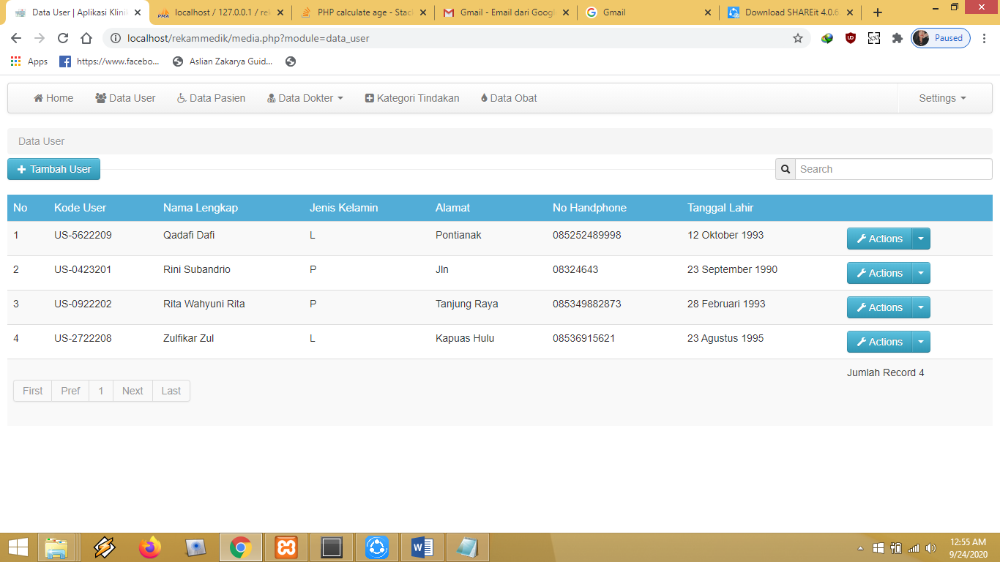 Data User | Aplikasi Klini
localhost / 127.0.0.1 / rek
PHP calculate age - Stac
Gmail - Email dari Googl
Gmail
Download SHAREit 4.0.6
localhost/rekammedik/media.php?module=data_user
Paused
Apps
https://www.facebo...
Aslian Zakarya Guid...
Home
Data User
Data Pasien
Data Dokter
Kategori Tindakan
Data Obat
Settings
Data User
Tambah User
Search
No Kode User Nama Lengkap Jenis Kelamin Alamat No Handphone Tanggal Lahir
1 US-5622209 Qadafi Dafi L Pontianak 085252489998 12 Oktober 1993 Actions
2 US-0423201 Rini Subandrio P Jln 08324643 23 September 1990 Actions
3 US-0922202 Rita Wahyuni Rita P Tanjung Raya 085349882873 28 Februari 1993 Actions
4 US-2722208 Zulfikar Zul L Kapuas Hulu 08536915621 23 Agustus 1995 Actions
Jumlah Record 4
First Pref 1 Next Last
12:55 AM
9/24/2020